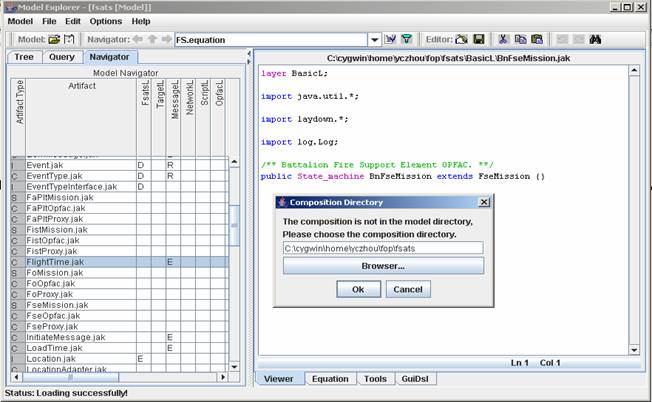 Model Explorer - [fsats [Model]]
Model File Edit Options Help
Model: Navigator: FS.equation Editor:
Tree Query Navigator
Model Navigator
Artifact Type Artifact FsatsL TargetL MessageL NetworkL ScriptL OpfacL
I Event.jak D R
C EventType.jak D R
I EventTypeInterface.jak D
S FaPltMission.jak
C FaPltOpfac.jak
C FaPltProxy.jak
S FistMission.jak
C FistOpfac.jak
C FistProxy.jak
C FlightTime.jak E
S FoMission.jak
C FoOpfac.jak
C FoProxy.jak
S FseMission.jak
C FseOpfac.jak
C FseProxy.jak
C InitiateMessage.jak E
C LoadTime.jak E
I Location.jak E
C LocationAdapter.jak
Status: Loading successfully!
C:\cygwin\home\yczhou\fop\fsats\BasicL\BnFseMission.jak
layer BasicL;
import java.util.*;
import laydown.*;
import log.Log;
/** Battalion Fire Support Element OPFAC. **/
public State_machine BnFseMission extends FseMission ()
Composition Directory
The composition is not in the model directory,
Please choose the composition directory.
C:\cygwin\home\yczhou\fop\fsats
Browser...
Ok Cancel
Ln 1 Col 1
Viewer Equation Tools GuiDsl